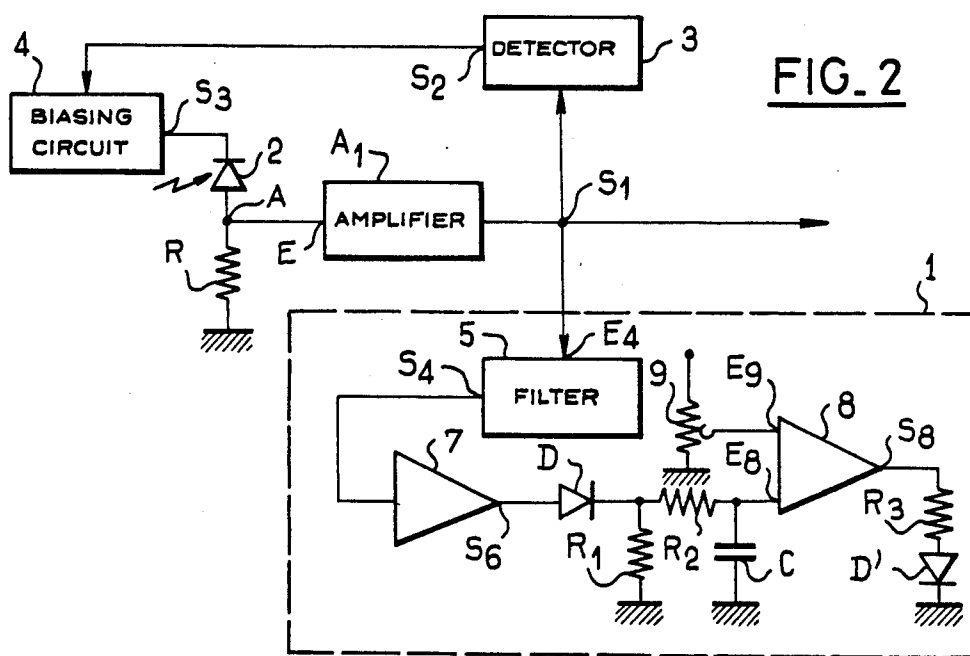 4
BIASING
CIRCUIT
S3
S2
DETECTOR
3
FIG_2
2
A
A1
AMPLIFIER
E
S1
R
1
5
E4
S4
FILTER
9
E9
8
S8
7
D
E8
S6
R1
R2
C
R3
D'